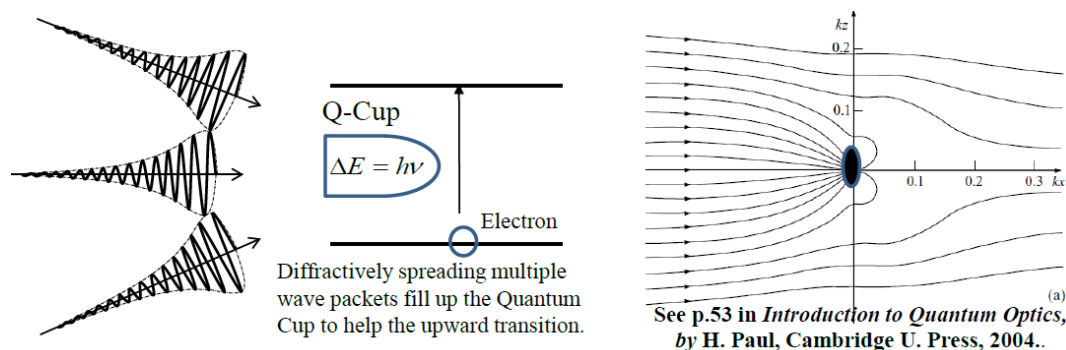 Q-Cup
ΔE = hν
Electron
Diffractively spreading multiple
wave packets fill up the Quantum
Cup to help the upward transition.
kz
0.2
0.1
0.1
0.2
0.3
kx
(a)
See p.53 in Introduction to Quantum Optics,
by H. Paul, Cambridge U. Press, 2004..